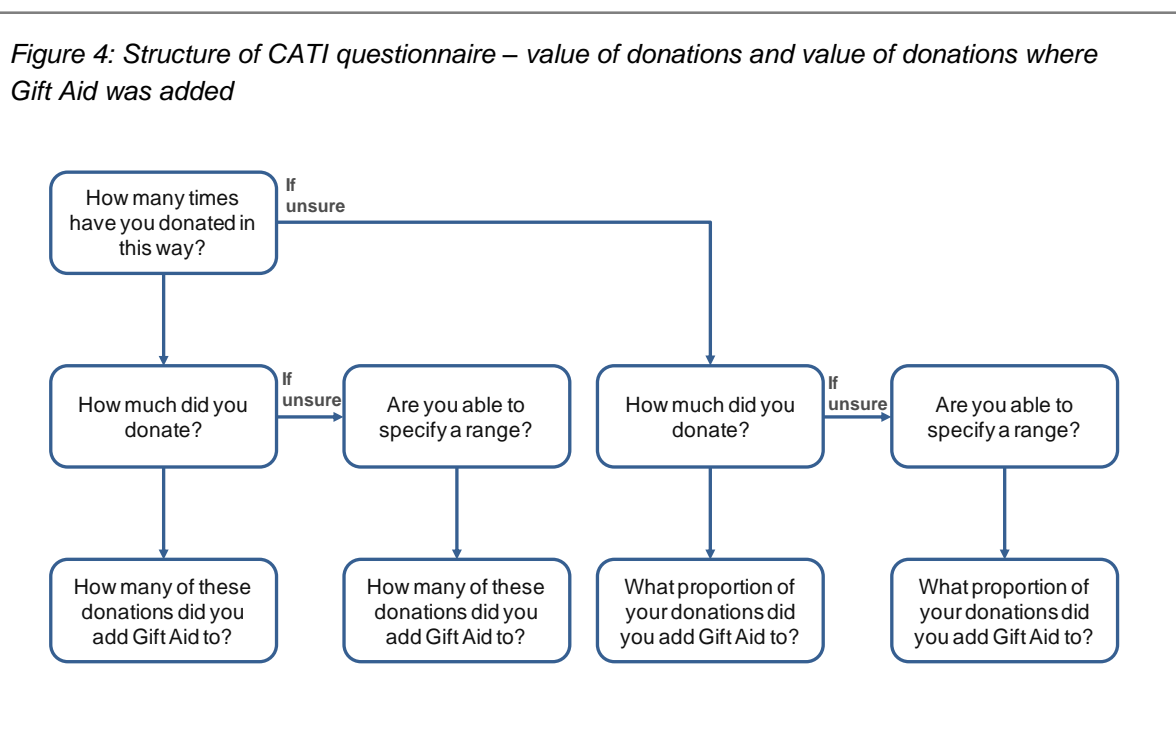 Figure 4: Structure of CATI questionnaire – value of donations and value of donations where
Gift Aid was added
How many times
have you donated in
this way?
If
unsure
How much did you
donate?
If
unsure
Are you able to
specify a range?
How much did you
donate?
If
unsure
Are you able to
specify a range?
How many of these
donations did you
add Gift Aid to?
How many of these
donations did you
add Gift Aid to?
What proportion of
your donations did
you add Gift Aid to?
What proportion of
your donations did
you add Gift Aid to?